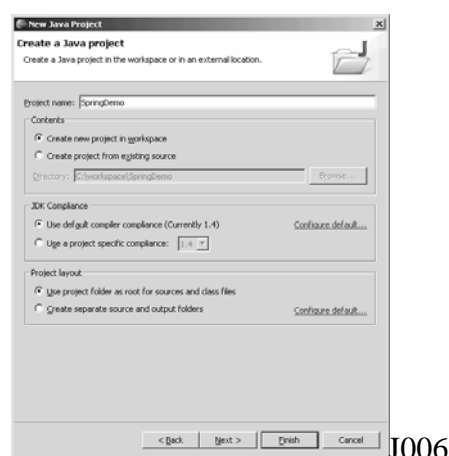 New Java Project
Create a Java project
Create a Java project in the workspace or in an external location.
Project name: SpringDemo
Contents
Create new project in workspace
Create project from existing source
Directory: C:\workspace\SpringDemo Browse...
JDK Compliance
Use default compiler compliance (Currently 1.4) Configure default...
Use a project specific compliance: 1.4
Project layout
Use project folder as root for sources and class files
Create separate source and output folders Configure default...
< Back Next > Finish Cancel
J006